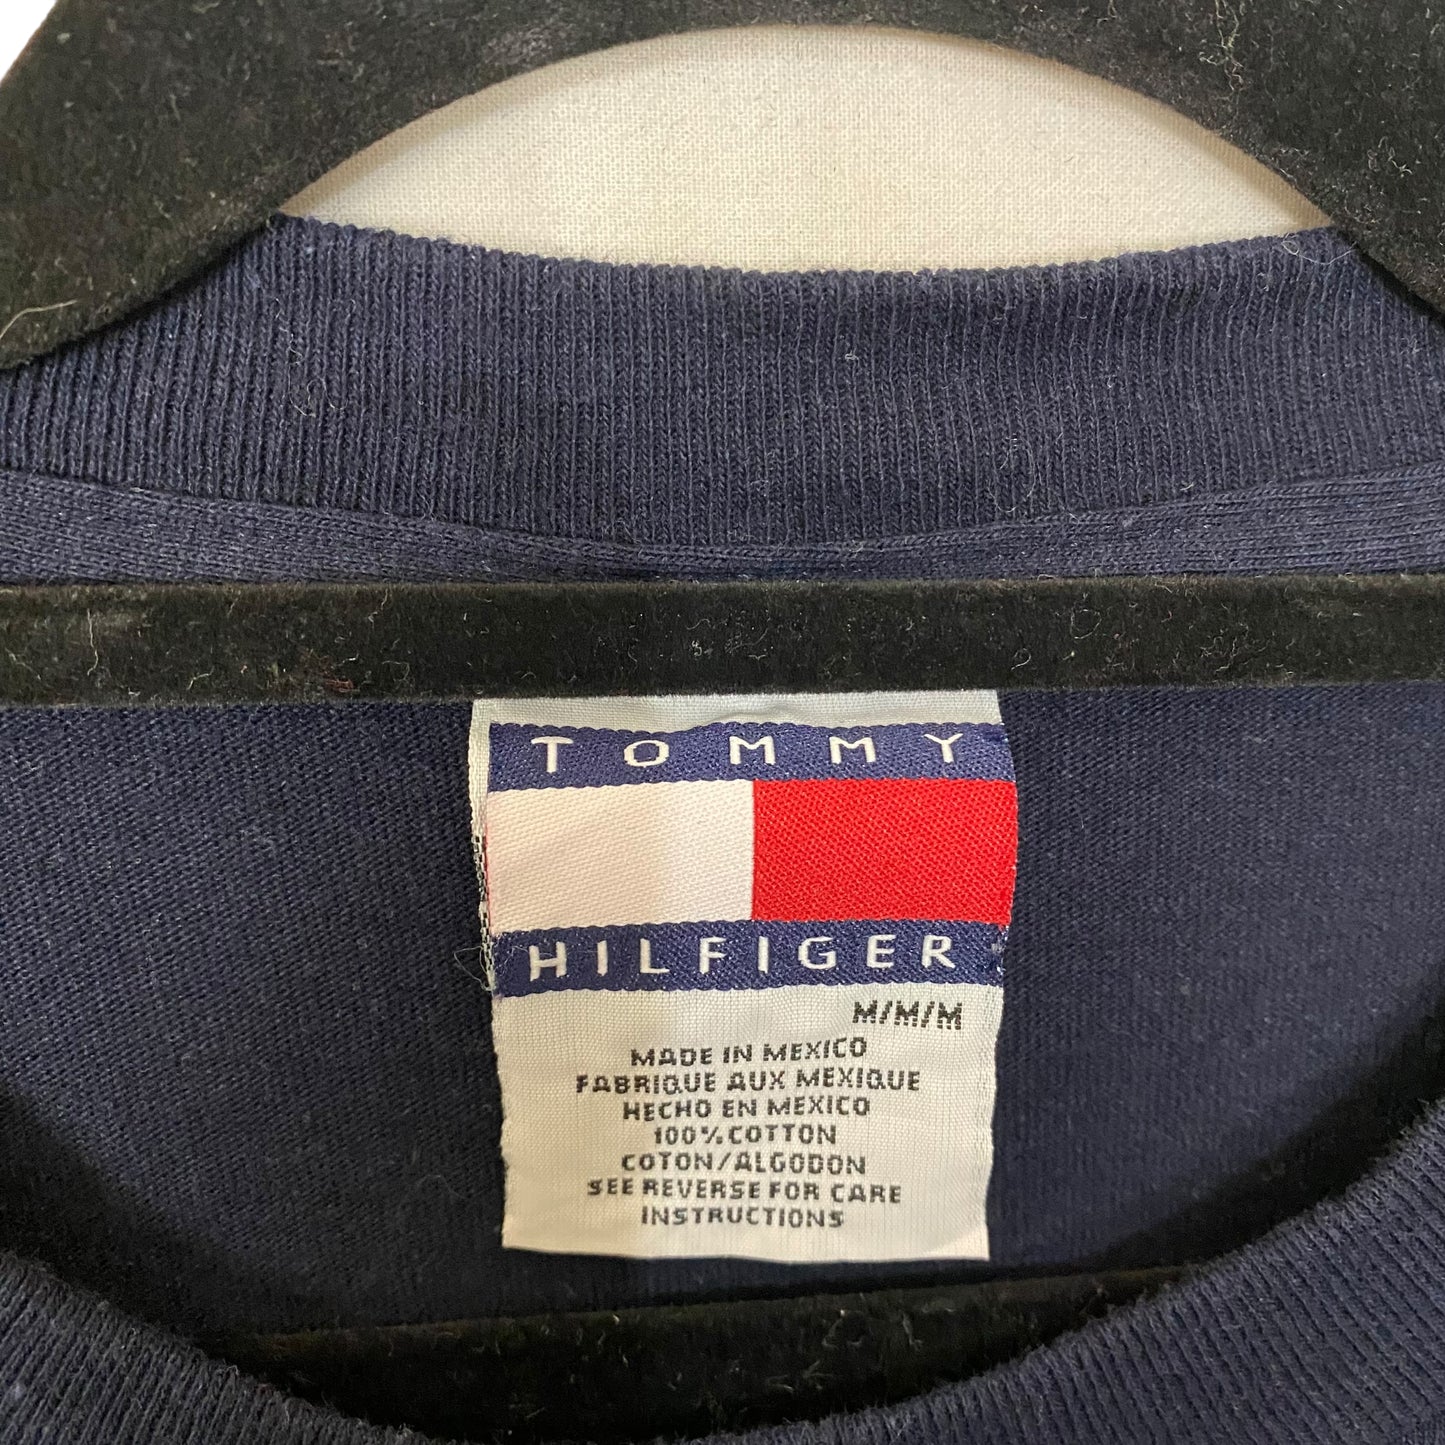 TOMMY
HILFIGER
M/M/M
MADE IN MEXICO
FABRIQUE AUX MEXIQUE
HECHO EN MEXICO
100% COTTON
COTON/ALGODON
SEE REVERSE FOR CARE
INSTRUCTIONS